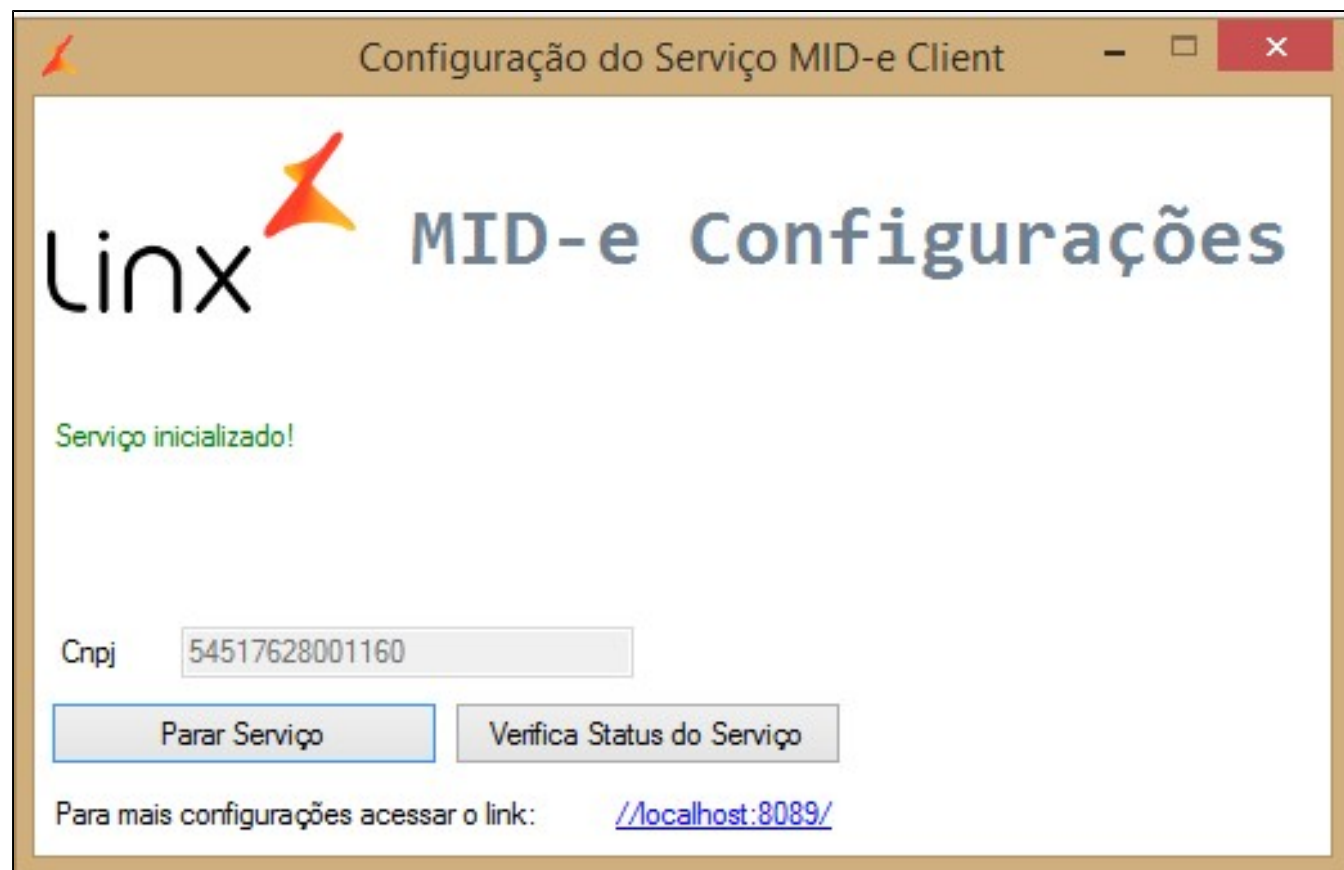 Configuração do Serviço MID-e Client
Linx
MID-e Configurações
Serviço inicializado!
Cnpj 54517628001160
Parar Serviço Verifica Status do Serviço
Para mais configurações acessar o link: //localhost:8089/